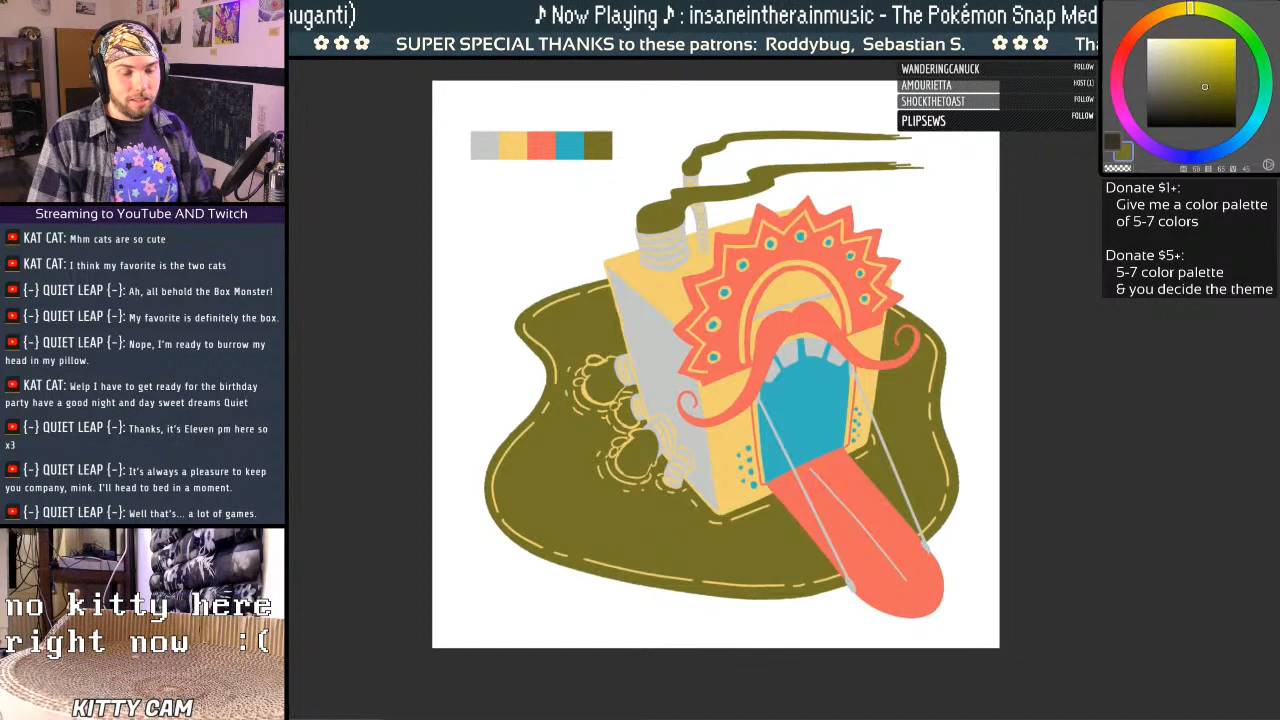 nuganti)
♪ Now Playing ♪ : insaneintherainmusic - The Pokémon Snap Med
SUPER SPECIAL THANKS to these patrons: Roddybug, Sebastian S.
WANDERINGCANUCK FOLLOW
AMOURIETTA HOST(1)
SHOCKTHETOAST FOLLOW
PLIPSEWS FOLLOW
Donate $1+:
Give me a color palette
of 5-7 colors
Donate $5+:
5-7 color palette
& you decide the theme
Streaming to YouTube AND Twitch
KAT CAT: Mhm cats are so cute
KAT CAT: I think my favorite is the two cats
{-} QUIET LEAP {-}: Ah, all behold the Box Monster!
{-} QUIET LEAP {-}: My favorite is definitely the box.
{-} QUIET LEAP {-}: Nope, I'm ready to burrow my
head in my pillow.
KAT CAT: Welp I have to get ready for the birthday
party have a good night and day sweet dreams Quiet
{-} QUIET LEAP {-}: Thanks, it's Eleven pm here so
x3
{-} QUIET LEAP {-}: It's always a pleasure to keep
you company, mink. I'll head to bed in a moment.
{-} QUIET LEAP {-}: Well that's... a lot of games.
no kitty here
right now :(
KITTY CAM